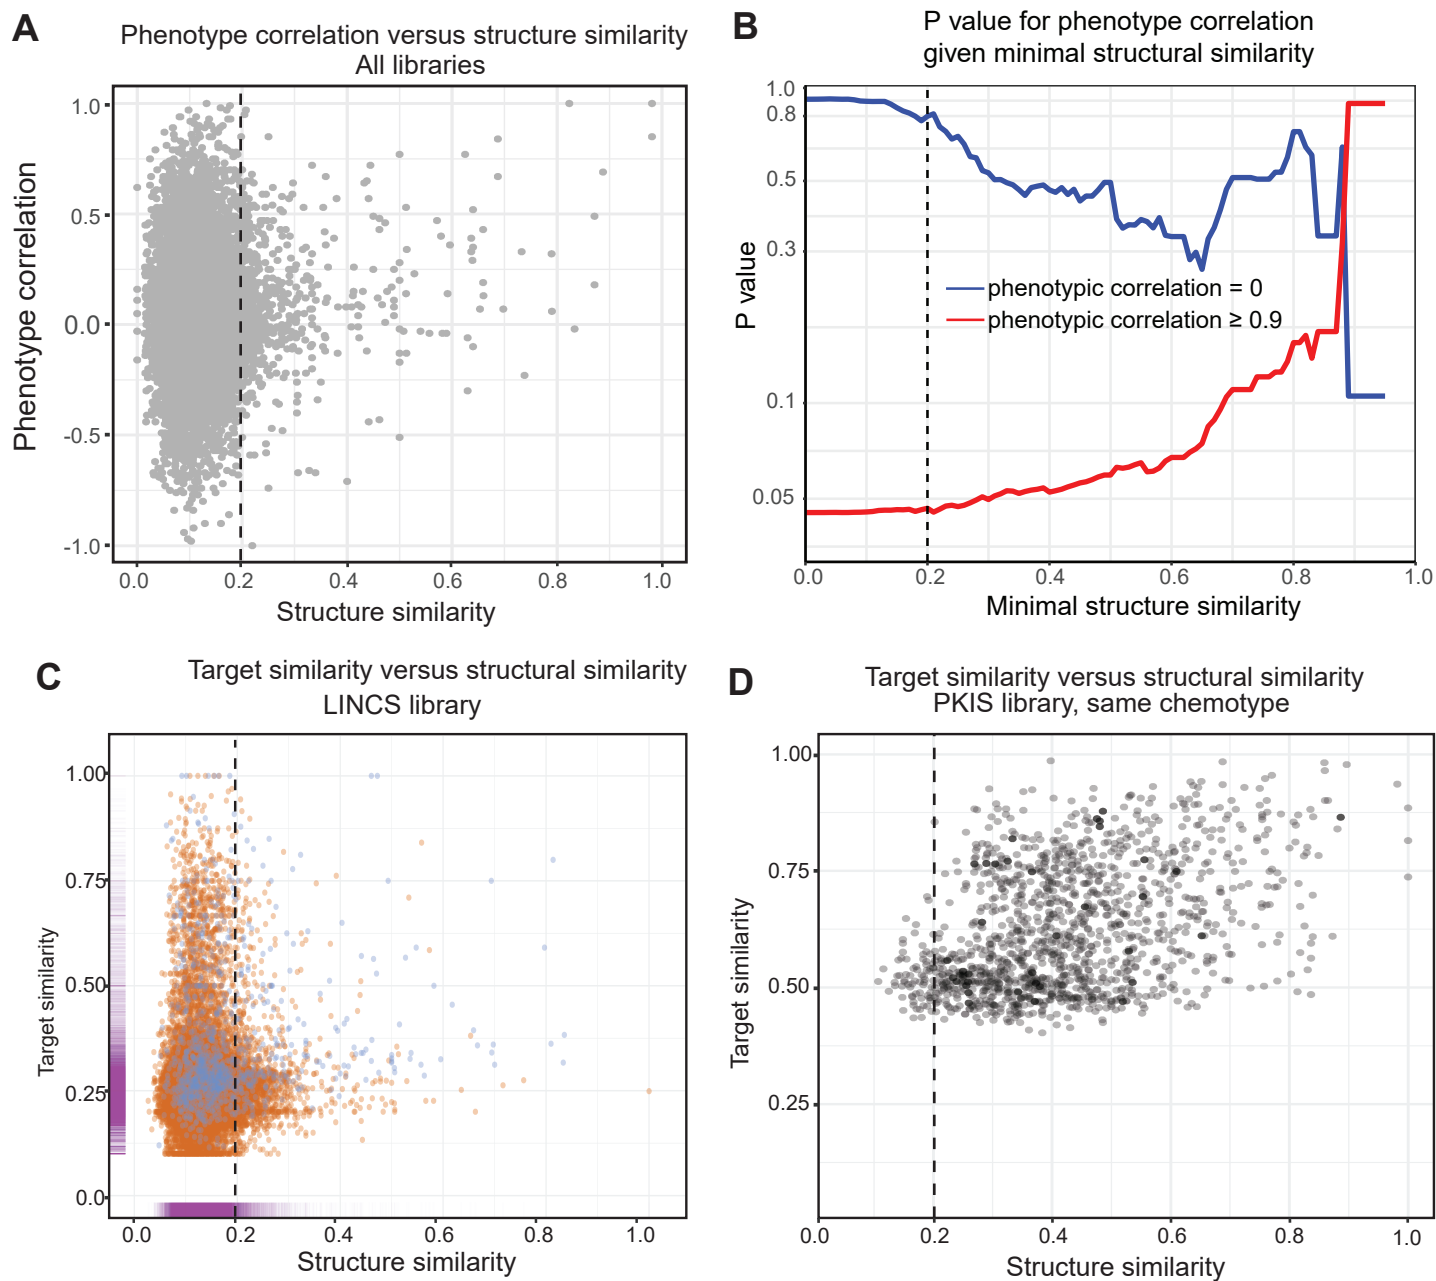 A
Phenotype correlation versus structure similarity
All libraries
Phenotype correlation
1.0
0.5
0.0
-0.5
-1.0
0.0 0.2 0.4 0.6 0.8 1.0
Structure similarity
B
P value for phenotype correlation
given minimal structural similarity
P value
1.0
0.8
0.5
0.3
0.1
0.05
phenotypic correlation = 0
phenotypic correlation ≥ 0.9
0.0 0.2 0.4 0.6 0.8 1.0
Minimal structure similarity
C
Target similarity versus structural similarity
LINCS library
Target similarity
1.00
0.75
0.50
0.25
0.0
0.0 0.2 0.4 0.6 0.8 1.0
Structure similarity
D
Target similarity versus structural similarity
PKIS library, same chemotype
Target similarity
1.00
0.75
0.50
0.25
0.0 0.2 0.4 0.6 0.8 1.0
Structure similarity